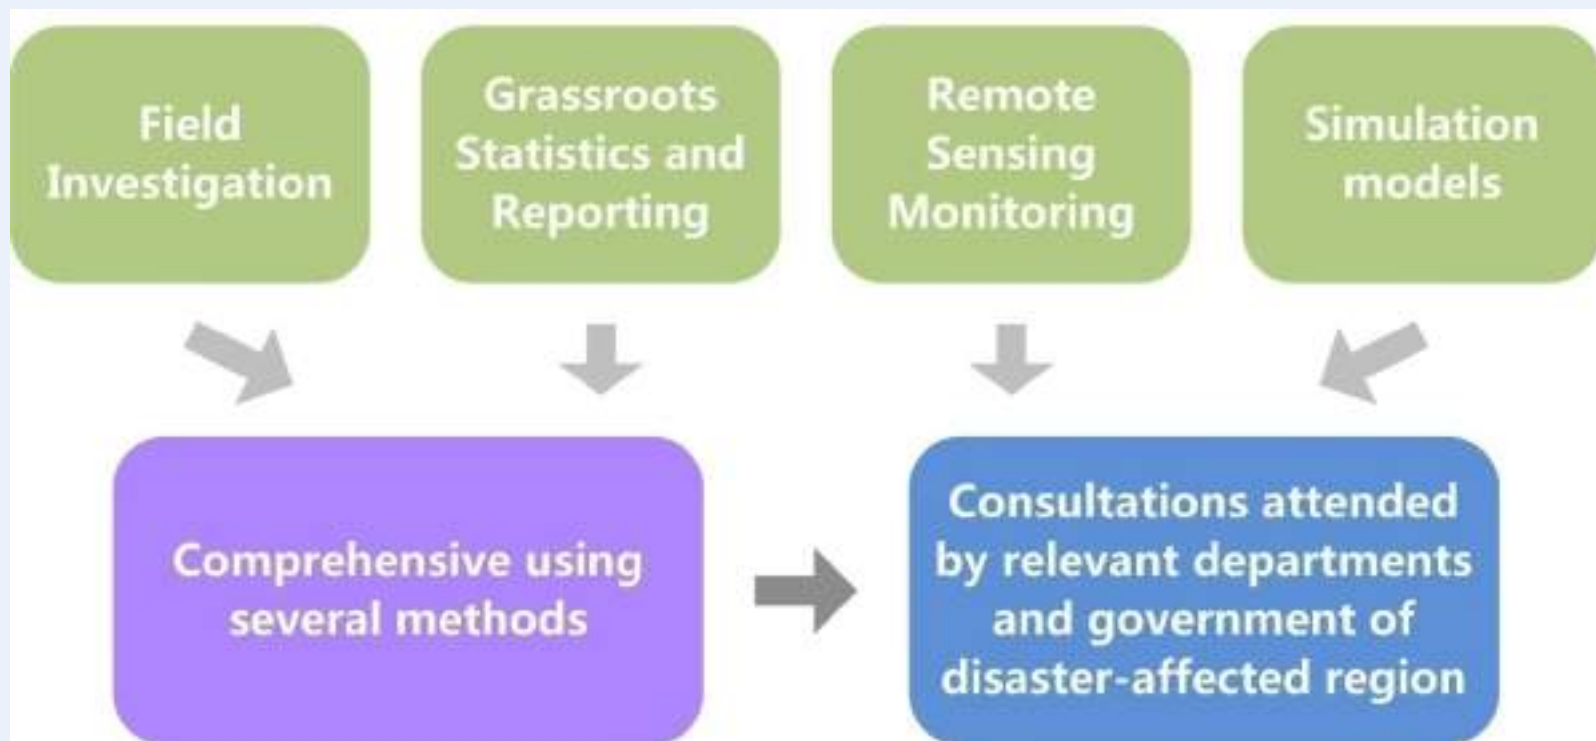 Field
Investigation
Grassroots
Statistics and
Reporting
Remote
Sensing
Monitoring
Simulation
models
Comprehensive using
several methods
Consultations attended
by relevant departments
and government of
disaster-affected region